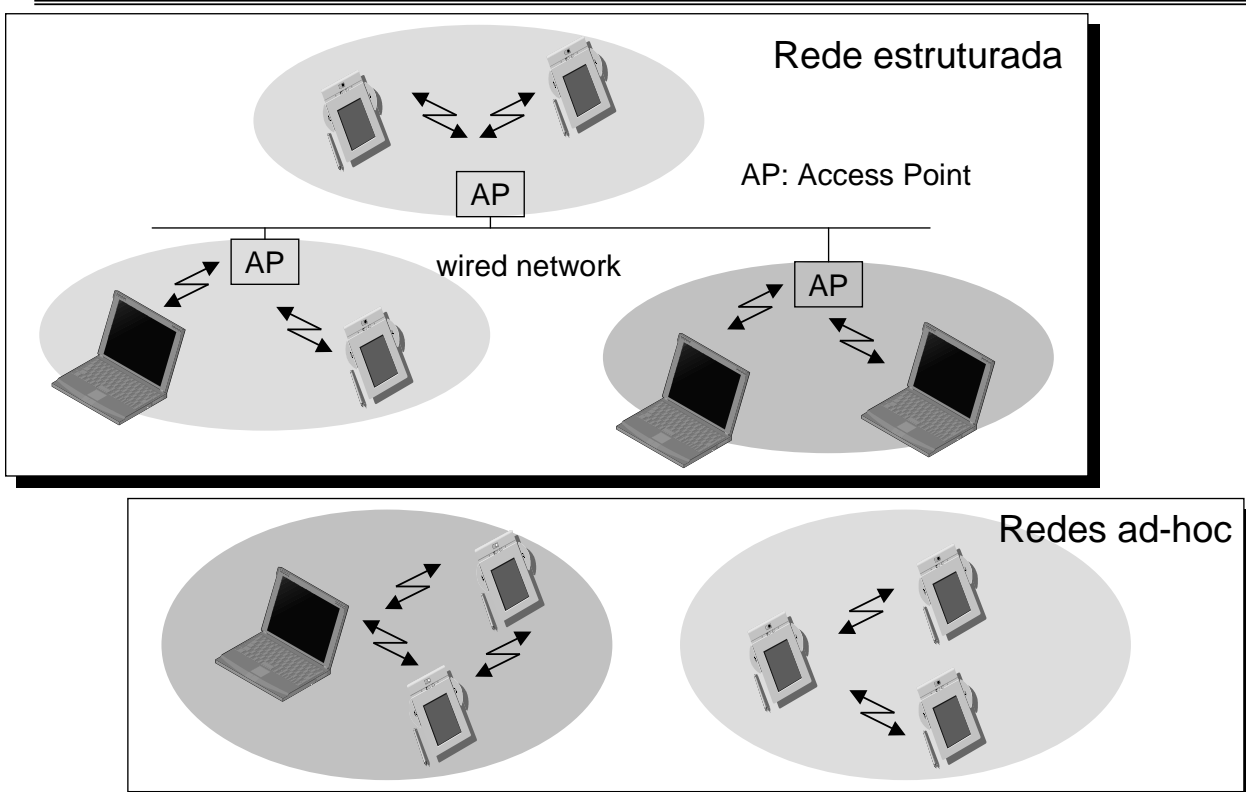 Rede estruturada
AP: Access Point
AP
AP
wired network
AP
Redes ad-hoc